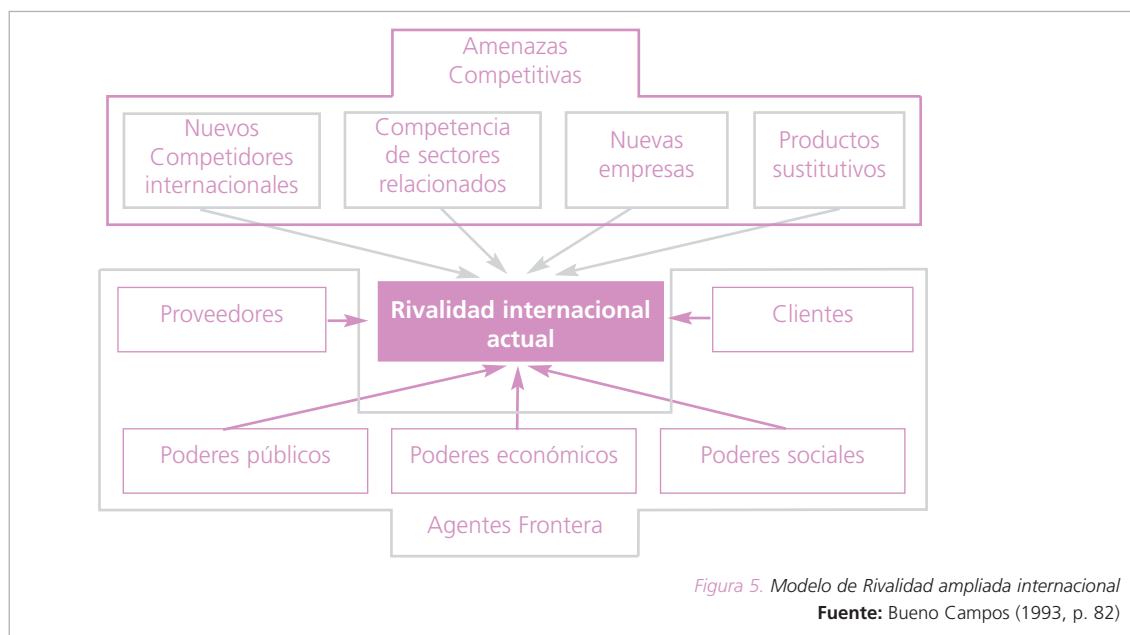 Amenazas
Competitivas
Nuevos
Competidores
internacionales
Competencia
de sectores
relacionados
Nuevas
empresas
Productos
sustitutivos
Proveedores
Rivalidad internacional
actual
Clientes
Poderes públicos
Poderes económicos
Poderes sociales
Agentes Frontera
Figura 5. Modelo de Rivalidad ampliada internacional
Fuente: Bueno Campos (1993, p. 82)